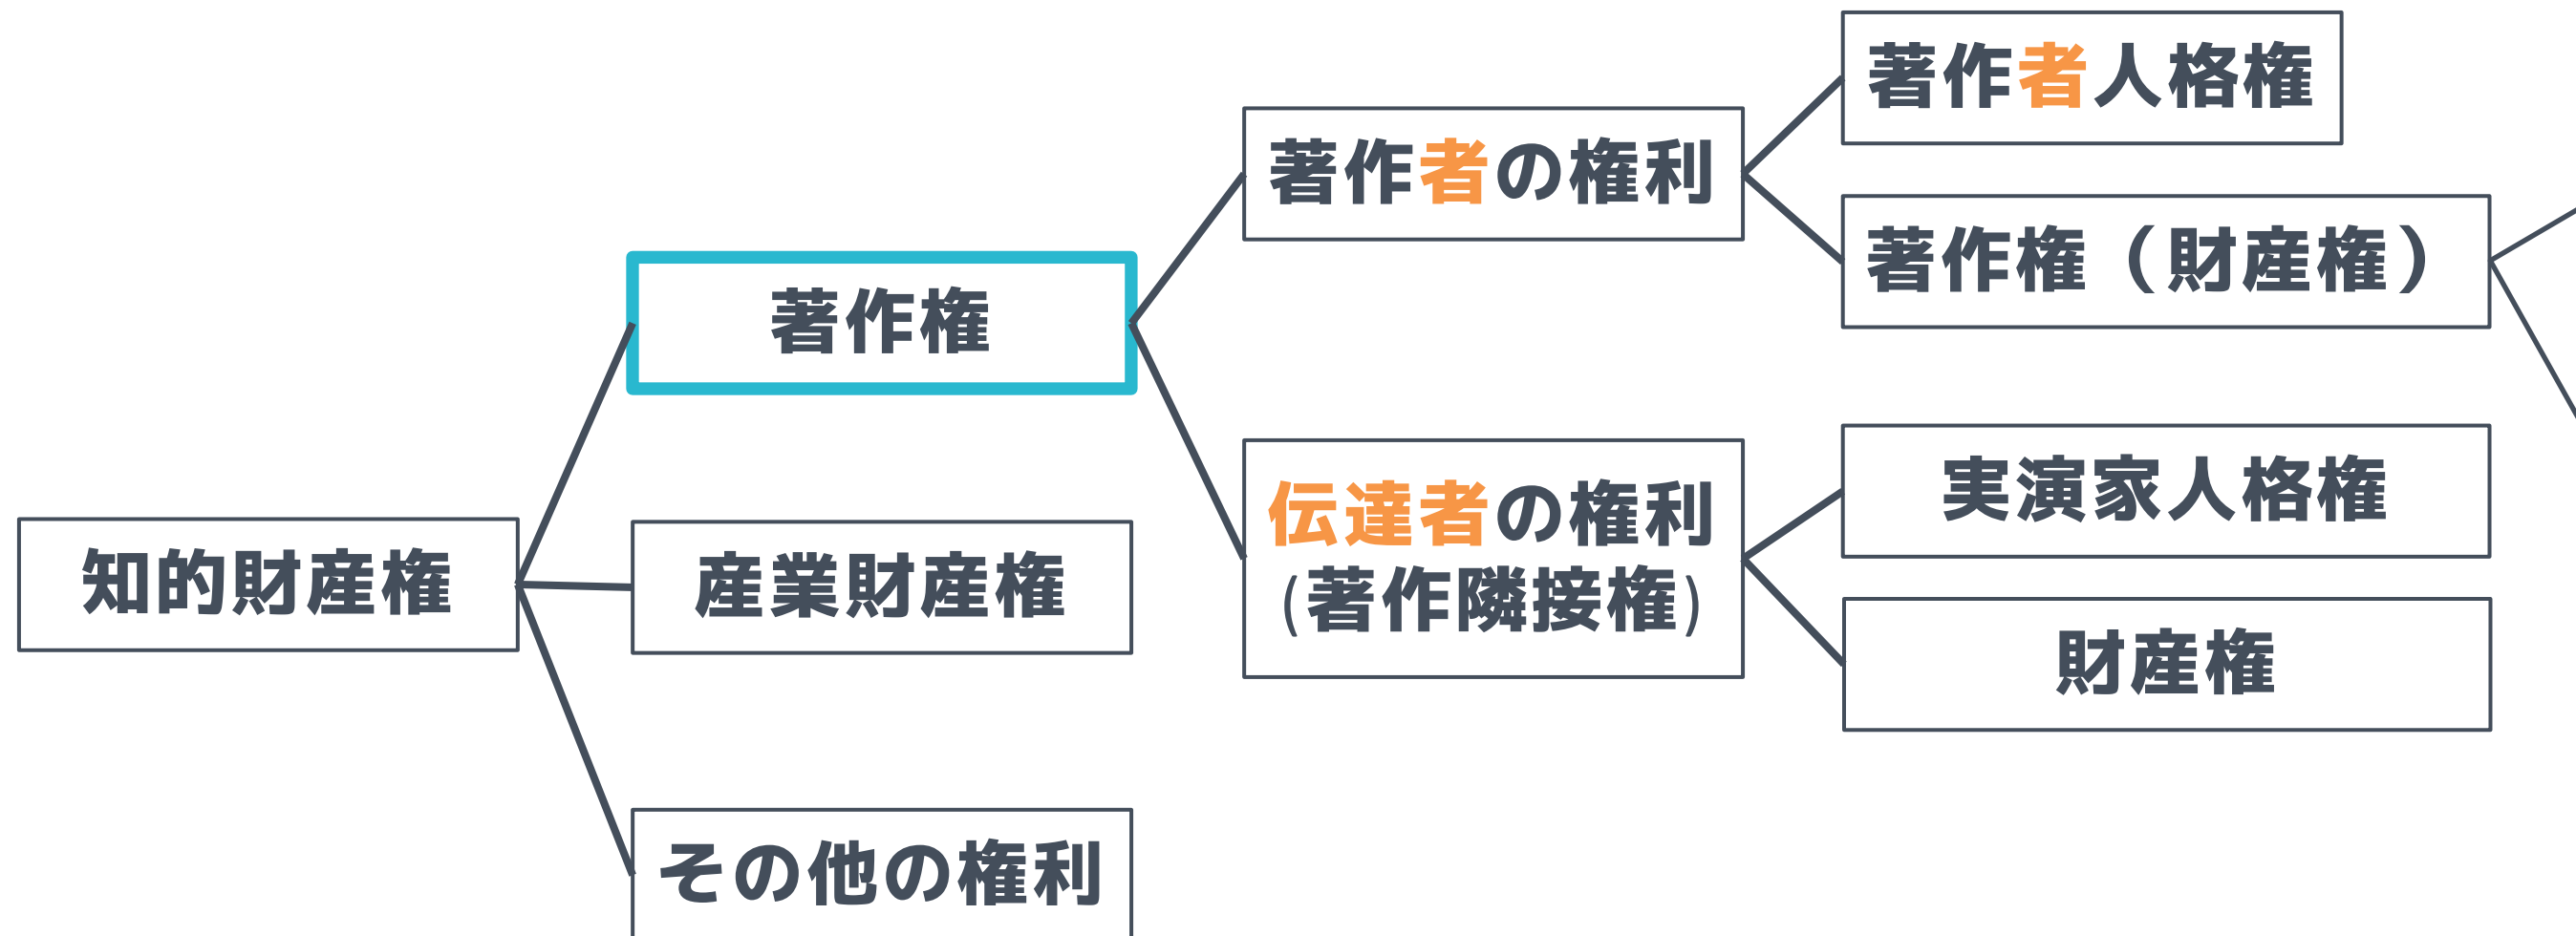 著作者人格権
著作者の権利
著作権（財産権）
著作権
実演家人格権
伝達者の権利
(著作隣接権)
知的財産権
産業財産権
財産権
その他の権利